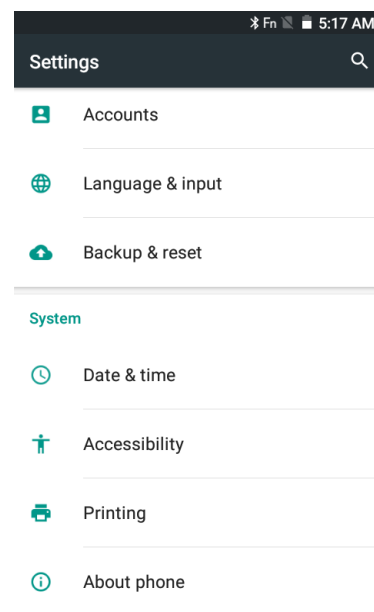 Fn 5:17 AM
Settings
Accounts
Language & input
Backup & reset
System
Date & time
Accessibility
Printing
About phone